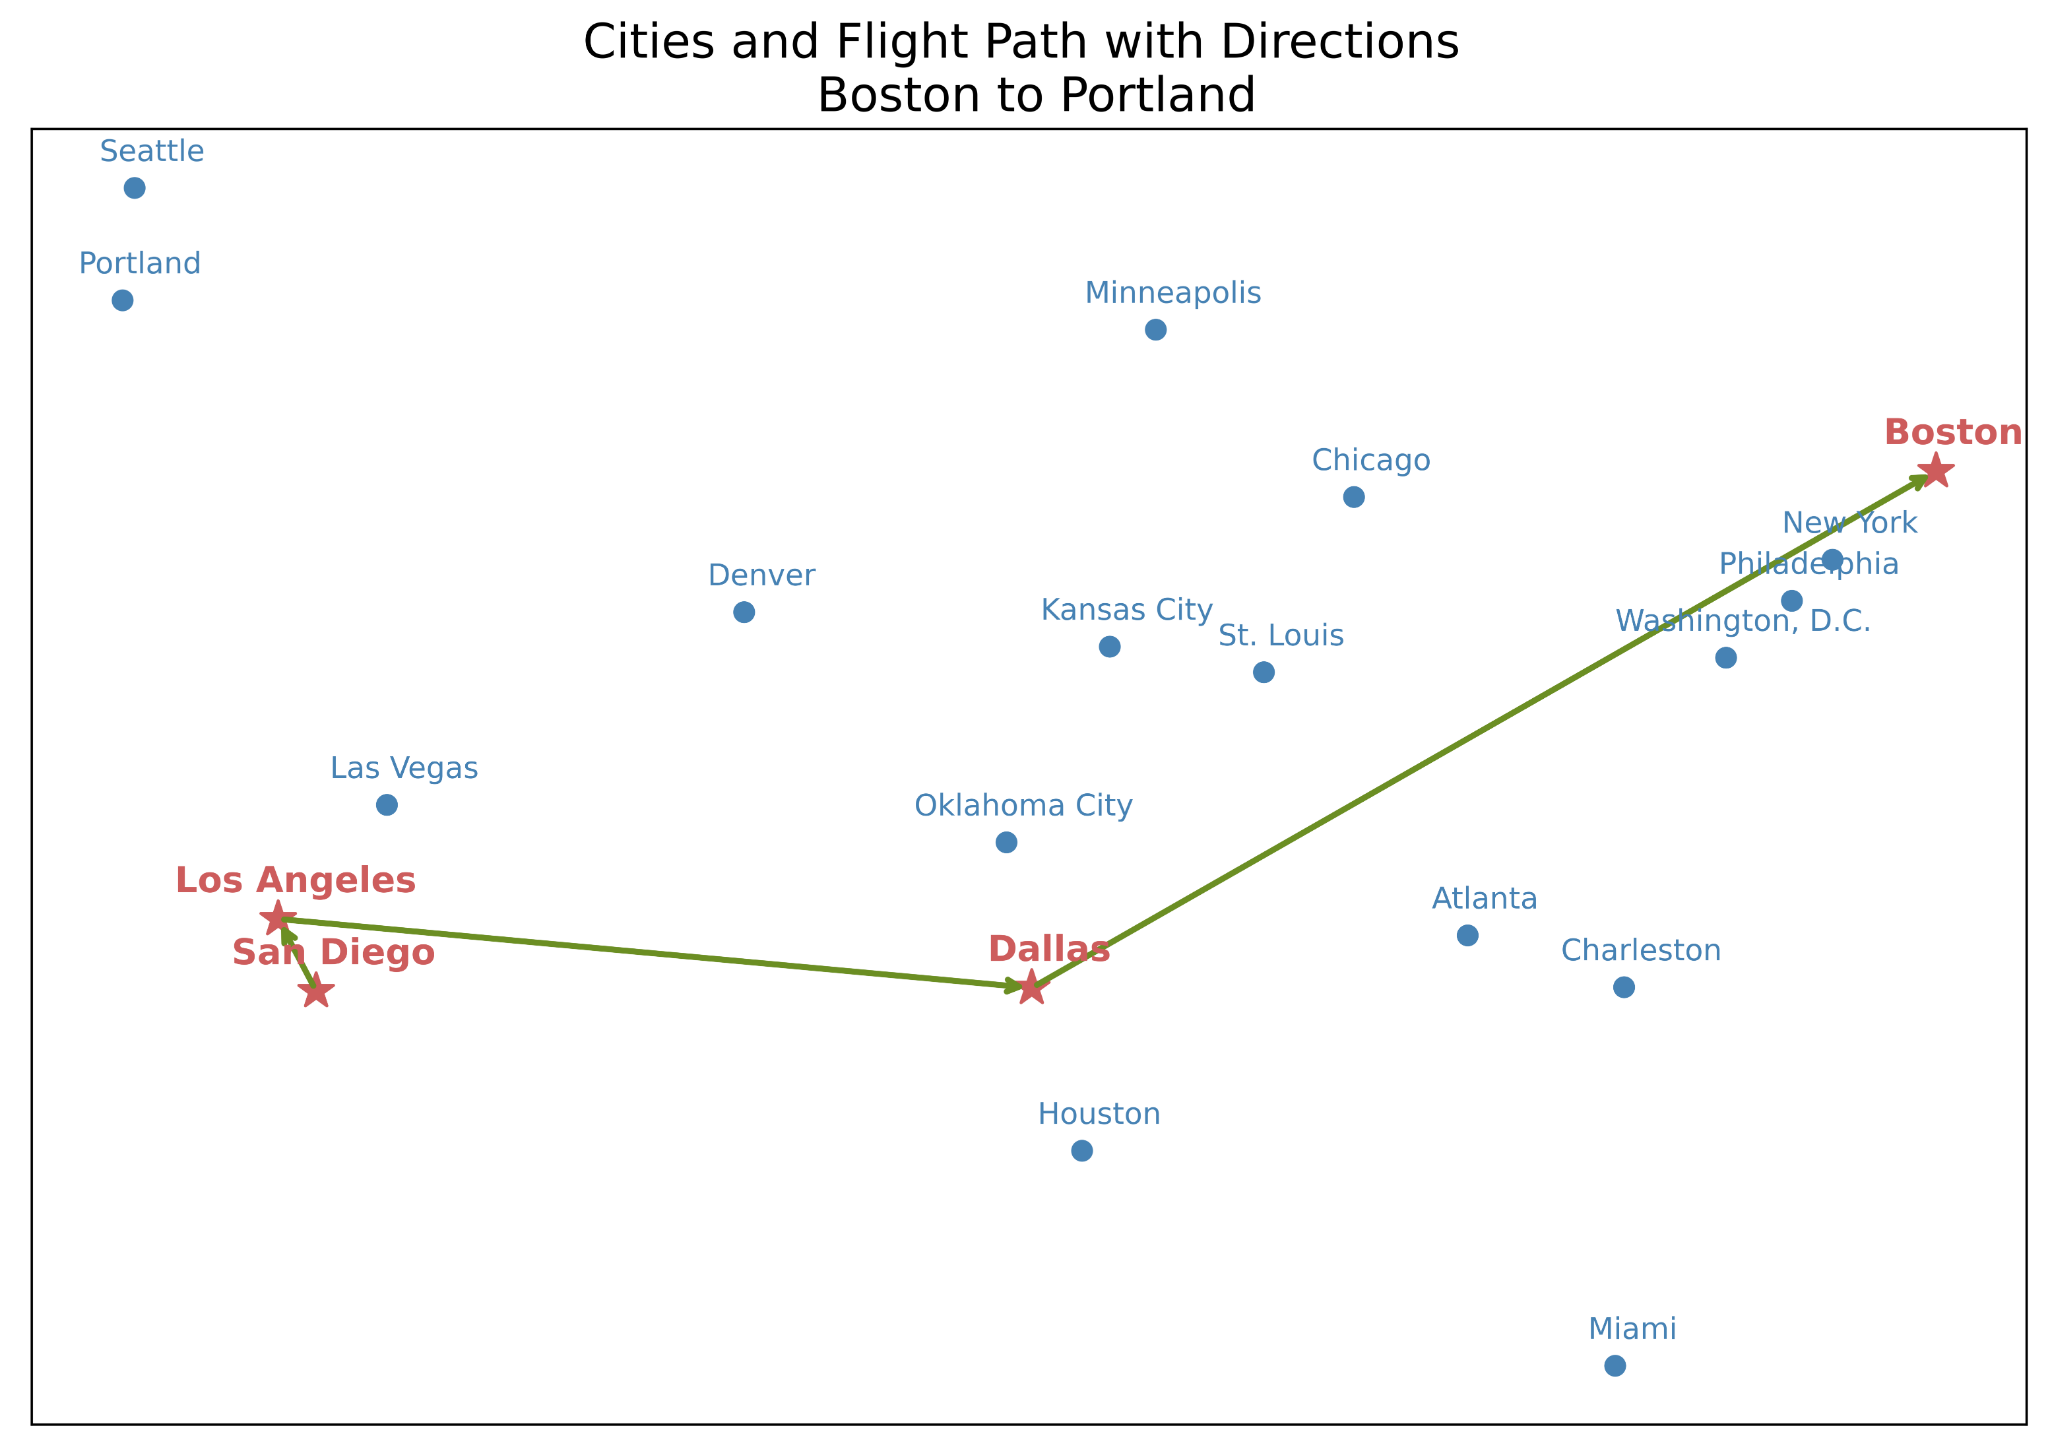 Cities and Flight Path with Directions
Boston to Portland
Seattle
Portland
Minneapolis
Boston
Chicago
New York
Philadelphia
Denver
Kansas City
Washington, D.C.
St. Louis
Las Vegas
Oklahoma City
Los Angeles
Atlanta
San Diego
Dallas
Charleston
Houston
Miami